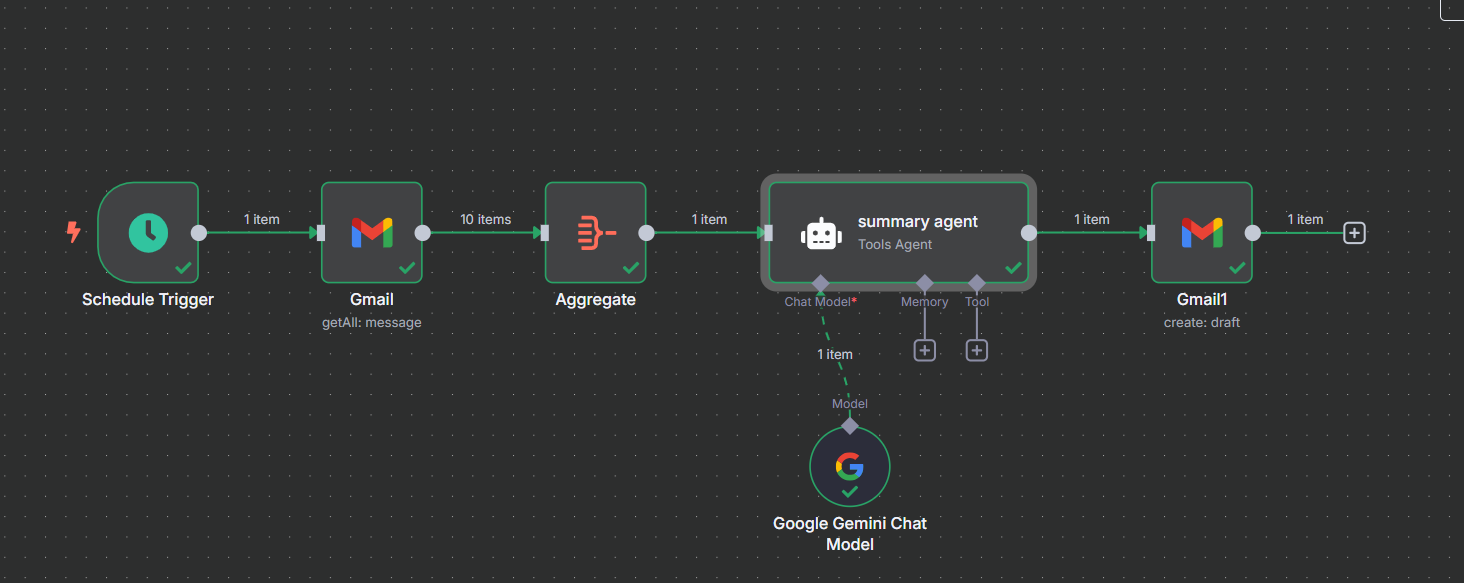 1 item
10 items
1 item
1 item
1 item
summary agent
Tools Agent
Schedule Trigger
Gmail
getAll: message
Aggregate
Chat Model*
Memory
Tool
Gmail1
create: draft
1 item
Model
Google Gemini Chat
Model